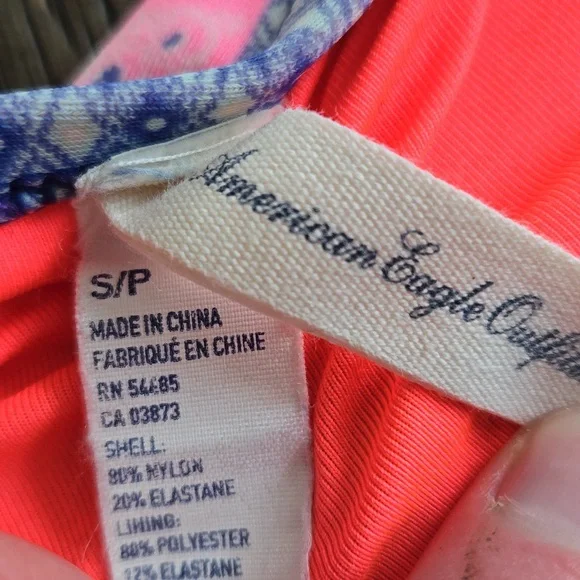 American Eagle Outfi
S/P
MADE IN CHINA
FABRIQUÉ EN CHINE
RN 54485
CA 03873
SHELL:
80% NYLON
20% ELASTANE
LINING:
88% POLYESTER
12% ELASTANE